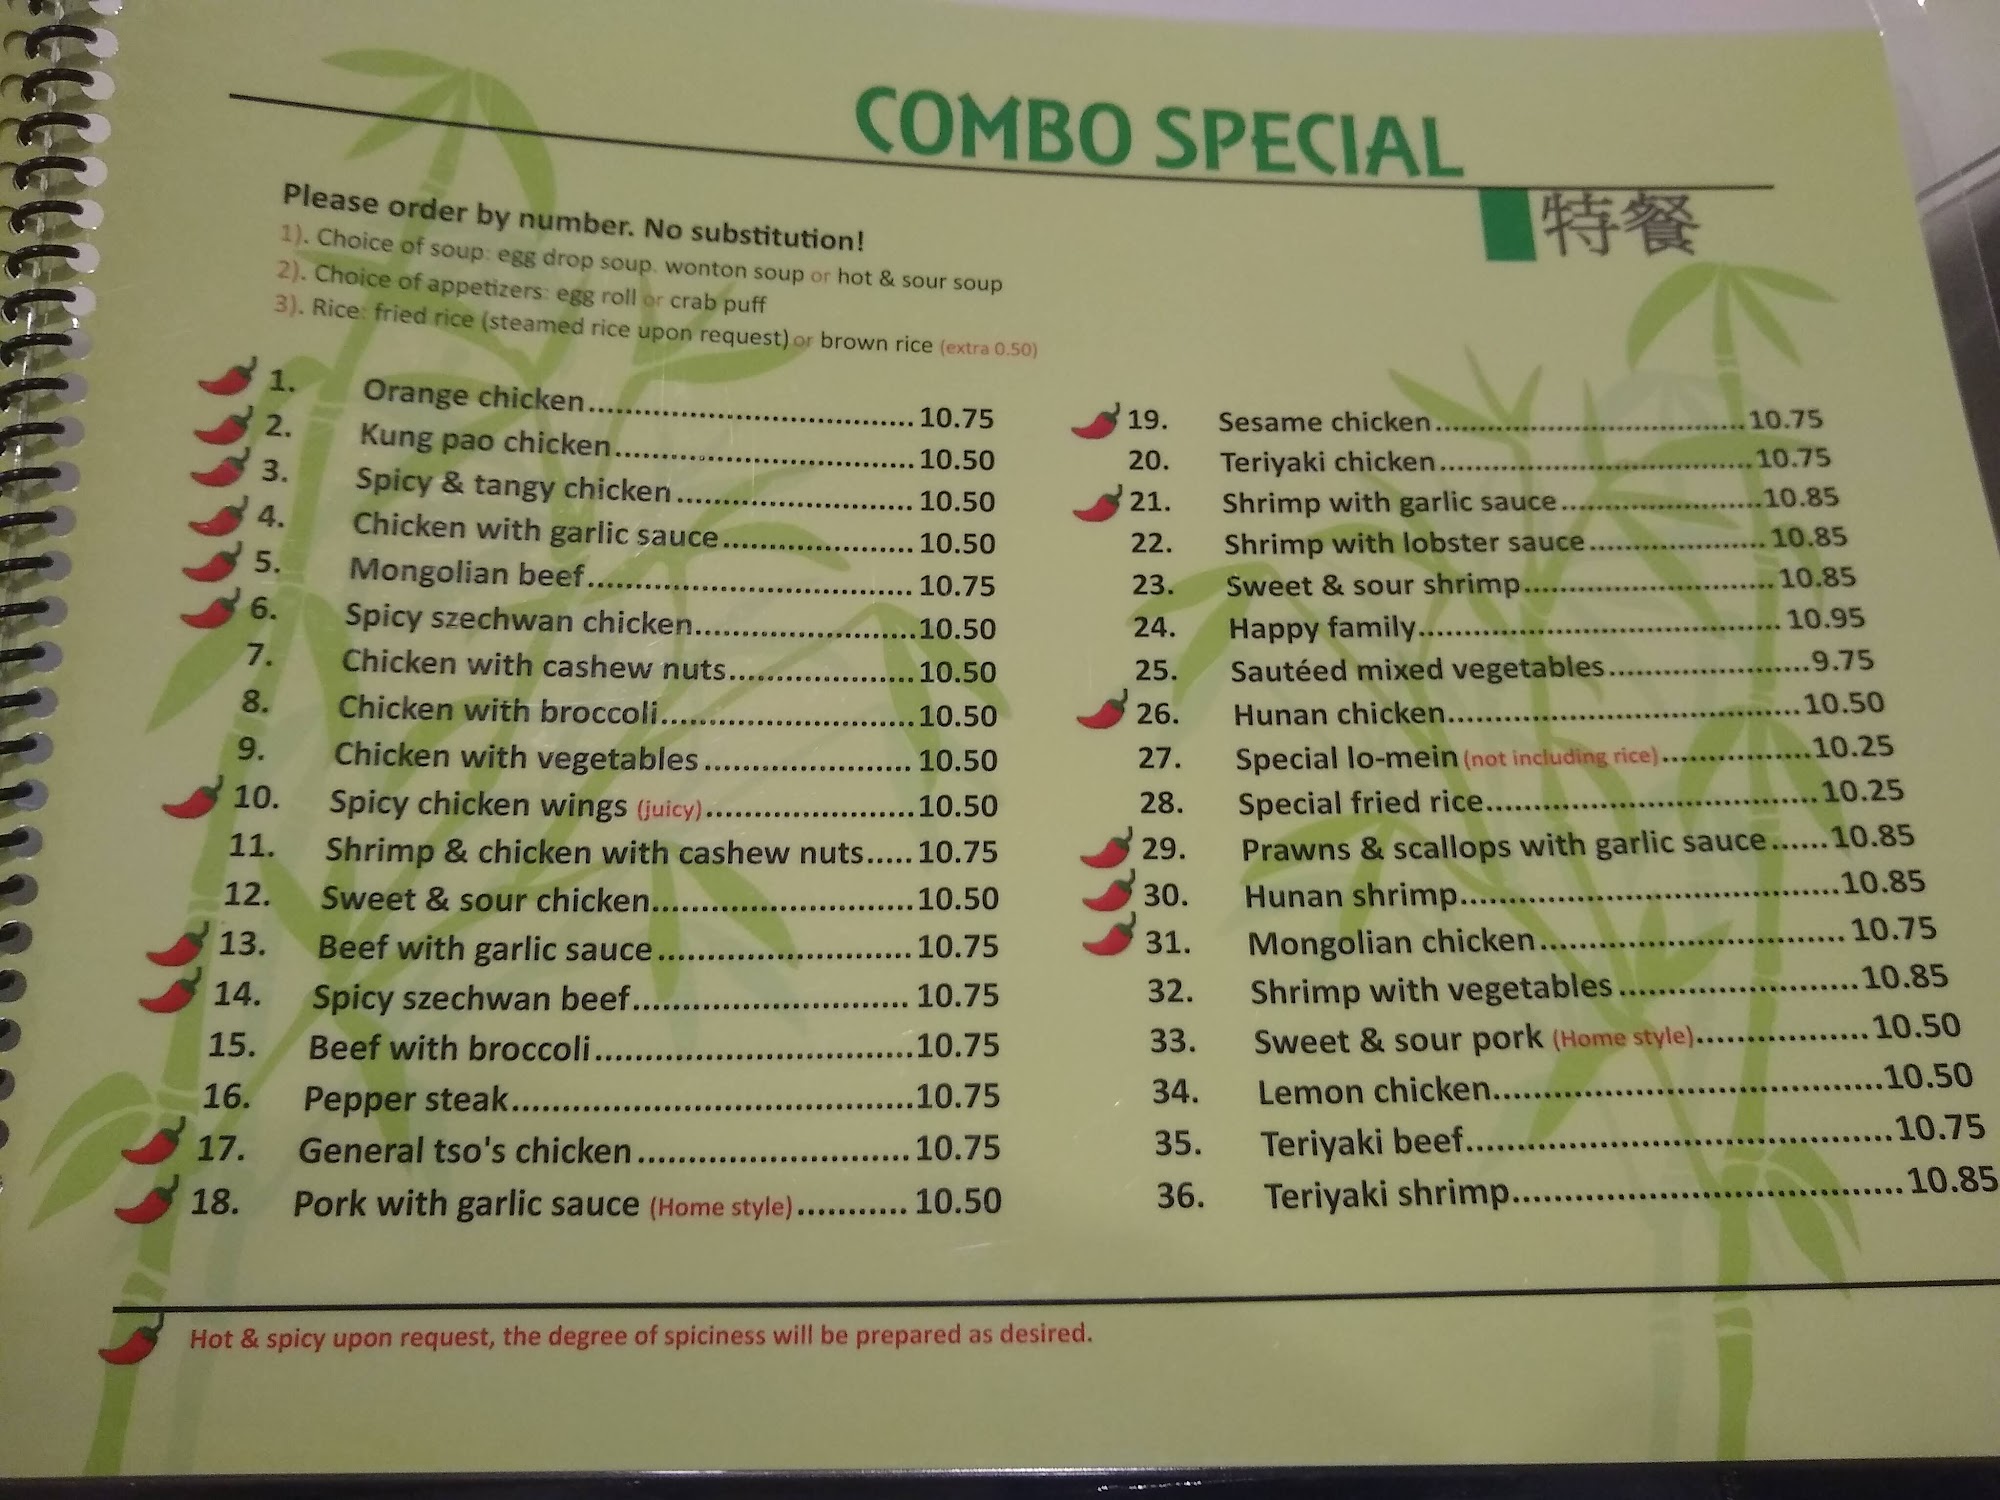 COMBO SPECIAL
特餐
Please order by number. No substitution!
1). Choice of soup: egg drop soup. wonton soup or hot & sour soup
2). Choice of appetizers: egg roll or crab puff
3). Rice: fried rice (steamed rice upon request) or brown rice (extra 0.50)
1. Orange chicken 10.75
2. Kung pao chicken 10.50
3. Spicy & tangy chicken 10.50
4. Chicken with garlic sauce 10.50
5. Mongolian beef 10.75
6. Spicy szechwan chicken 10.50
7. Chicken with cashew nuts 10.50
8. Chicken with broccoli 10.50
9. Chicken with vegetables 10.50
10. Spicy chicken wings (juicy) 10.50
11. Shrimp & chicken with cashew nuts 10.75
12. Sweet & sour chicken 10.50
13. Beef with garlic sauce 10.75
14. Spicy szechwan beef 10.75
15. Beef with broccoli 10.75
16. Pepper steak 10.75
17. General tso's chicken 10.75
18. Pork with garlic sauce (Home style) 10.50
19. Sesame chicken 10.75
20. Teriyaki chicken 10.75
21. Shrimp with garlic sauce 10.85
22. Shrimp with lobster sauce 10.85
23. Sweet & sour shrimp 10.85
24. Happy family 10.95
25. Sautéed mixed vegetables 9.75
26. Hunan chicken 10.50
27. Special lo-mein (not including rice) 10.25
28. Special fried rice 10.25
29. Prawns & scallops with garlic sauce 10.85
30. Hunan shrimp 10.85
31. Mongolian chicken 10.75
32. Shrimp with vegetables 10.85
33. Sweet & sour pork (Home style) 10.50
34. Lemon chicken 10.50
35. Teriyaki beef 10.75
36. Teriyaki shrimp 10.85
Hot & spicy upon request, the degree of spiciness will be prepared as desired.